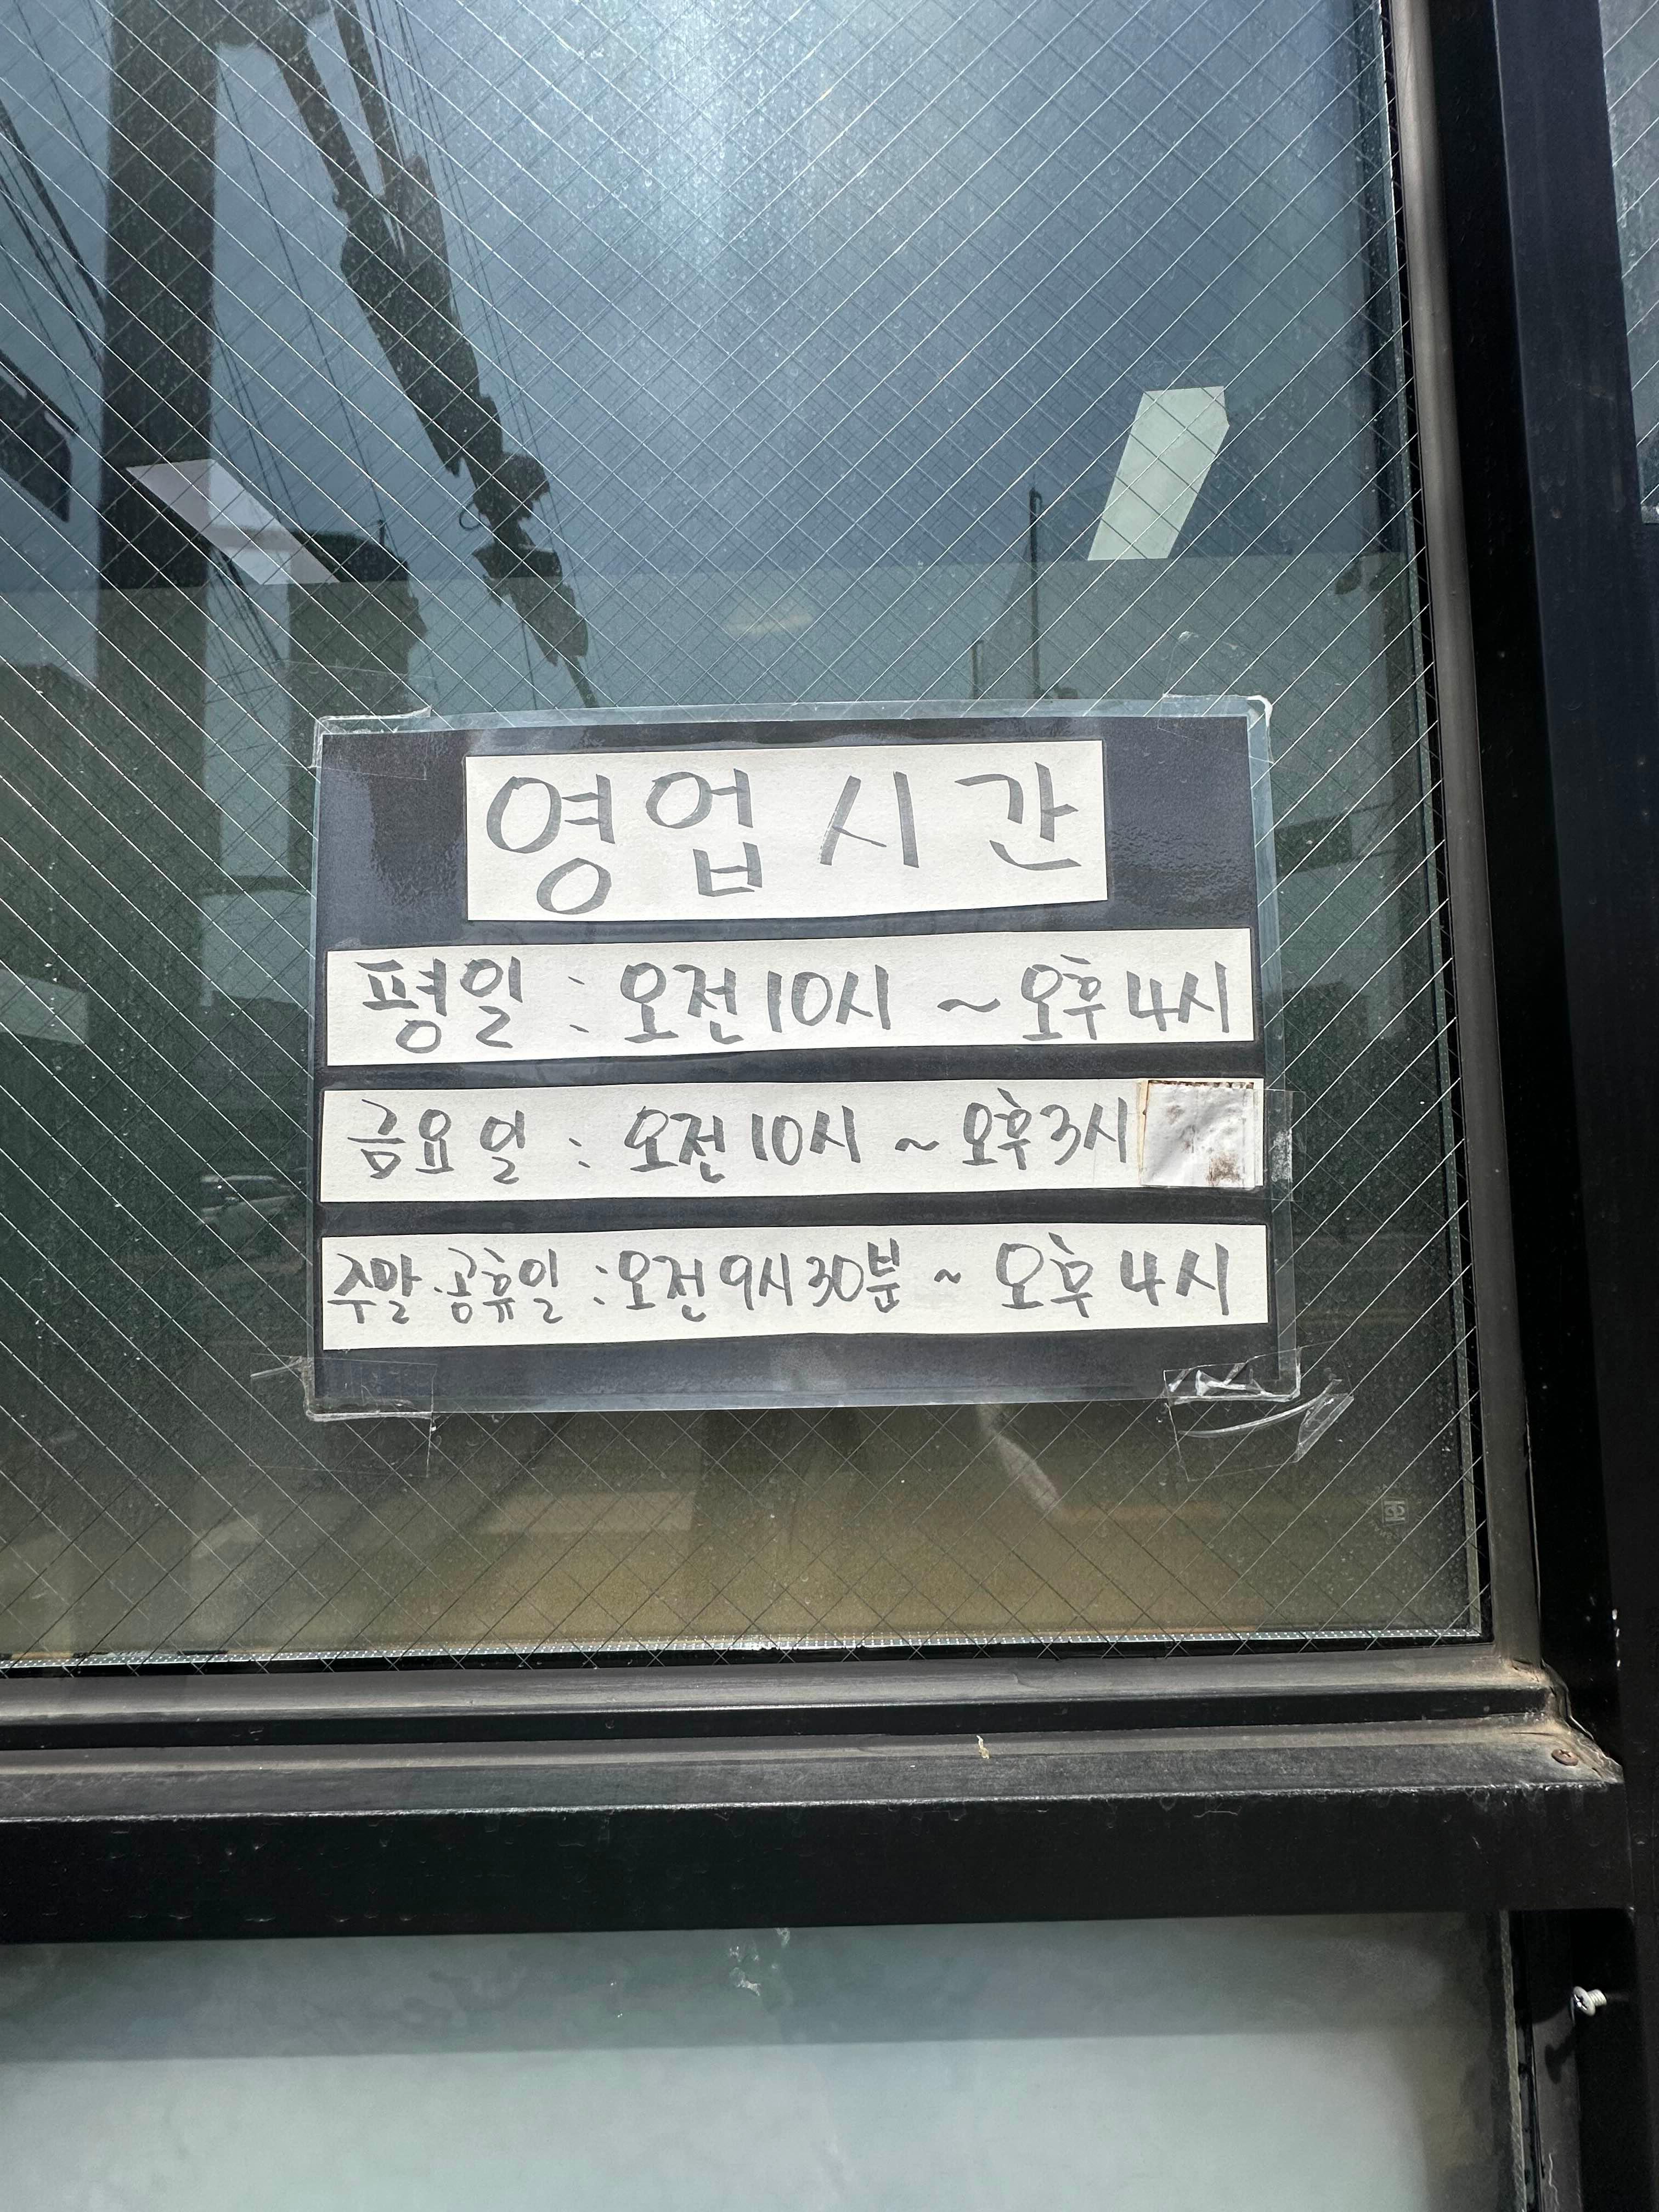 영업시간
평일 : 오전 10시 ~ 오후 4시
금요일 : 오전 10시 ~ 오후 3시
주말·공휴일 : 오전 9시 30분 ~ 오후 4시